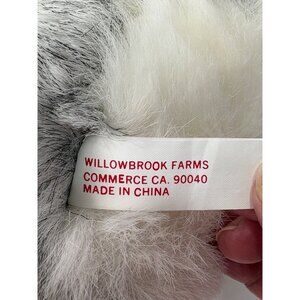 WILLOWBROOK FARMS
COMMERCE CA. 90040
MADE IN CHINA